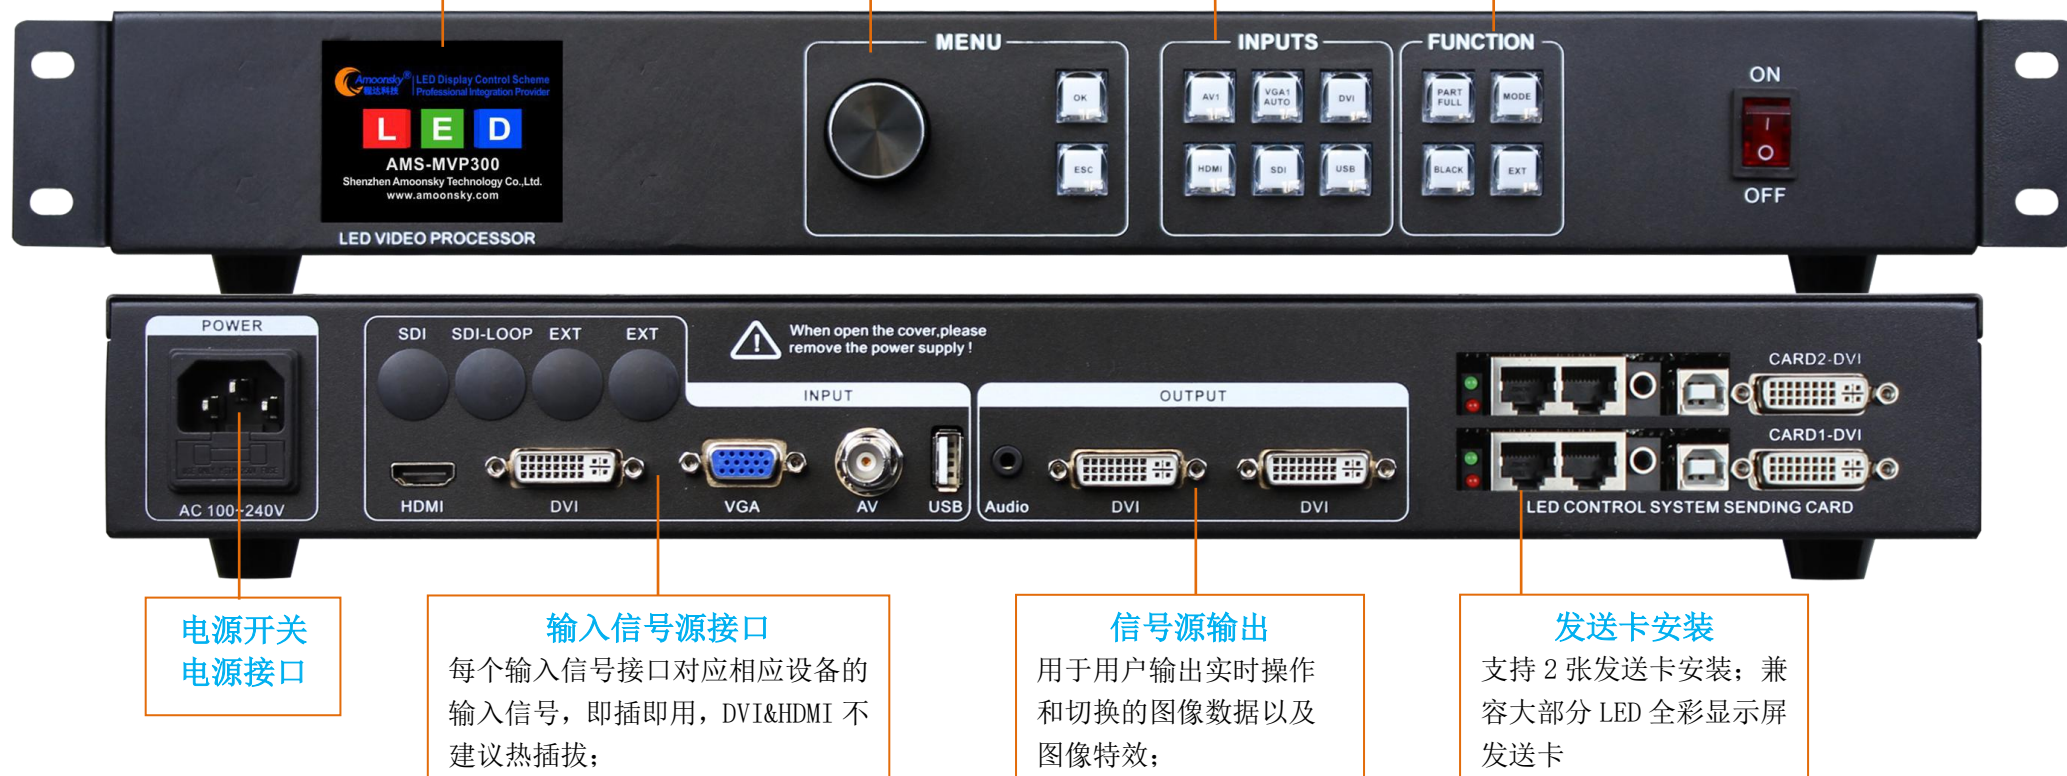 Amoonsky®
视达科技
LED Display Control Scheme
Professional Integration Provider
L E D
AMS-MVP300
Shenzhen Amoonsky Technology Co.,Ltd.
www.amoonsky.com
LED VIDEO PROCESSOR
MENU
OK
ESC
INPUTS
AV1
VGA1
AUTO
DVI
HDMI
SDI
USB
FUNCTION
PART
FULL
MODE
BLACK
EXT
ON
I
O
OFF
POWER
AC 100~240V
SDI
SDI-LOOP
EXT
EXT
When open the cover,please
remove the power supply !
INPUT
HDMI
DVI
VGA
AV
USB
OUTPUT
Audio
DVI
DVI
CARD2-DVI
CARD1-DVI
LED CONTROL SYSTEM SENDING CARD
电源开关
电源接口
输入信号源接口
每个输入信号接口对应相应设备的
输入信号，即插即用，DVI&HDMI 不
建议热插拔；
信号源输出
用于用户输出实时操作
和切换的图像数据以及
图像特效；
发送卡安装
支持 2 张发送卡安装；兼
容大部分 LED 全彩显示屏
发送卡